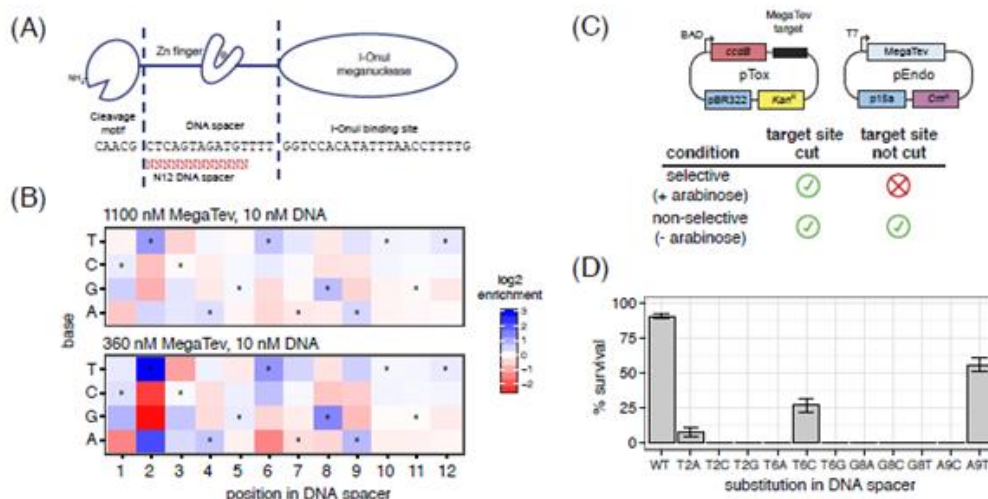 (A)
Zn finger
I-OnuI
meganuclease
NH₂
Cleavage
motif
DNA spacer
I-OnuI binding site
CAACG CTCAGTAGATGTTTT GGTCCACATATTTAACCTTTTG
NNNNNNNNNNNN
N12 DNA spacer
(B)
1100 nM MegaTev, 10 nM DNA
T
C
G
A
base
360 nM MegaTev, 10 nM DNA
T
C
G
A
1 2 3 4 5 6 7 8 9 10 11 12
position in DNA spacer
log2
enrichment
3
2
1
0
−1
−2
(C)
BAD
ccdB
MegaTev
target
pTox
pBR322
Kanᴿ
T7
MegaTev
pEndo
p15a
Cmᴿ
condition
target site
cut
target site
not cut
selective
(+ arabinose)
non-selective
(- arabinose)
(D)
% survival
100
75
50
25
0
WT T2A T2C T2G T6A T6C T6G G8A G8C G8T A9C A9T
substitution in DNA spacer